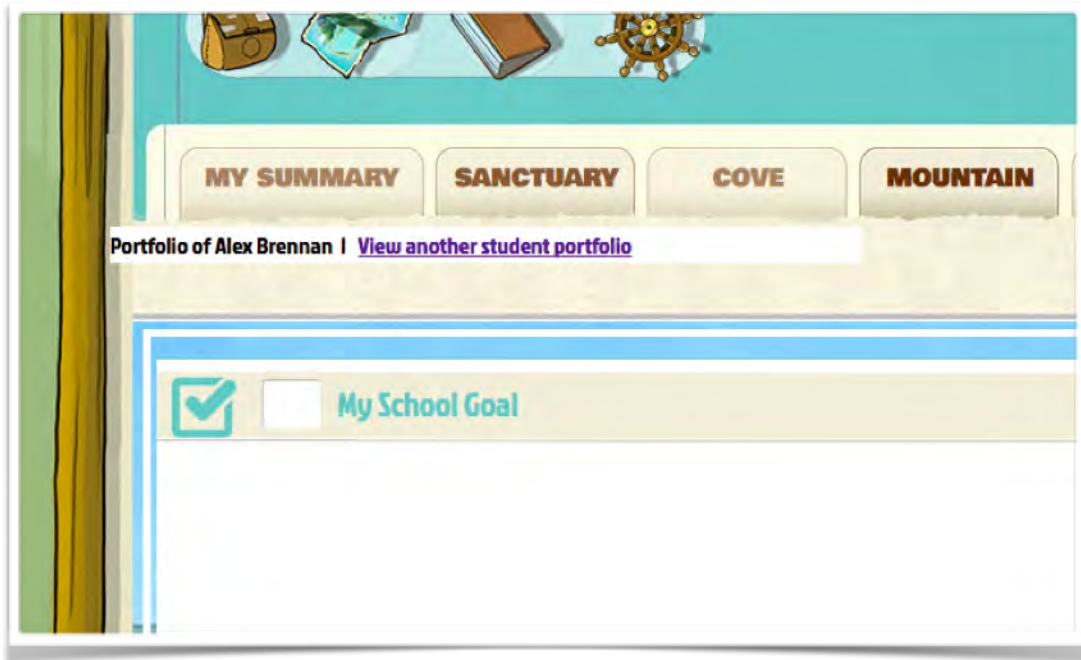 MY SUMMARY SANCTUARY COVE MOUNTAIN
Portfolio of Alex Brennan | View another student portfolio
My School Goal